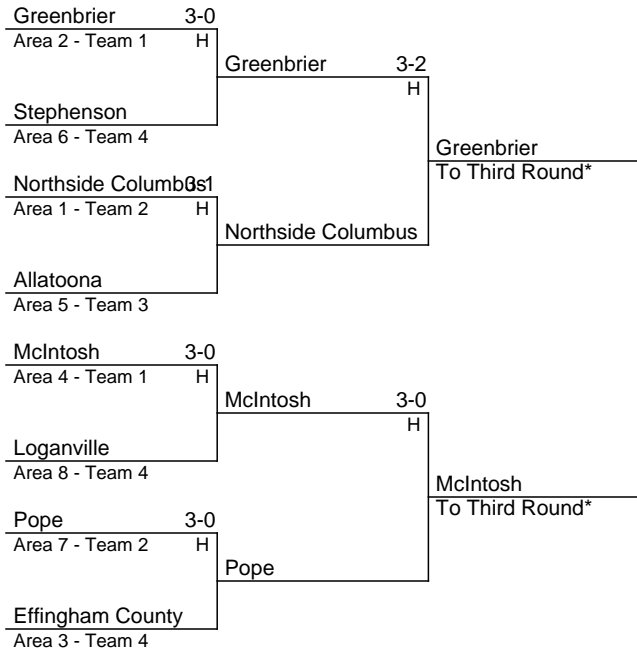 Greenbrier 3-0
Area 2 - Team 1 H
Greenbrier 3-2
H
Stephenson
Area 6 - Team 4
Greenbrier
To Third Round*
Northside Columbus 3-1
Area 1 - Team 2 H
Northside Columbus
Allatoona
Area 5 - Team 3
McIntosh 3-0
Area 4 - Team 1 H
McIntosh 3-0
H
Loganville
Area 8 - Team 4
McIntosh
To Third Round*
Pope 3-0
Area 7 - Team 2 H
Pope
Effingham County
Area 3 - Team 4